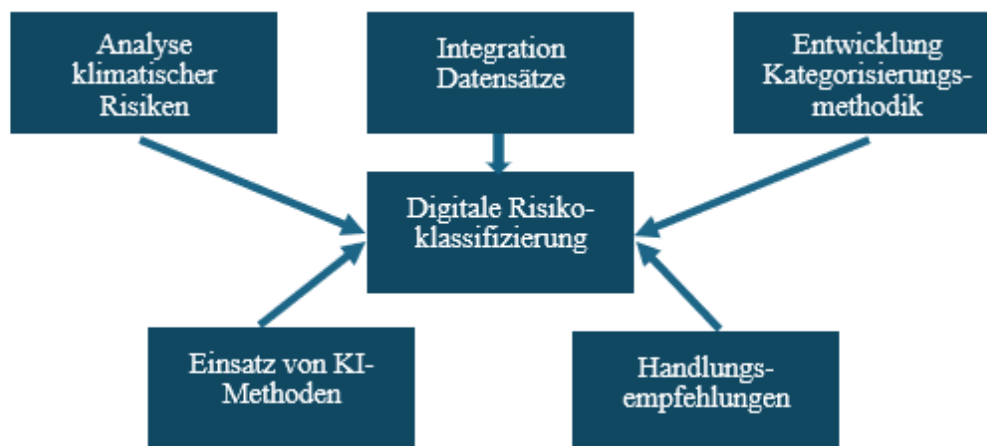 Analyse
klimatischer
Risiken
Integration
Datensätze
Entwicklung
Kategorisierungs-
methodik
Digitale Risiko-
klassifizierung
Einsatz von KI-
Methoden
Handlungs-
empfehlungen